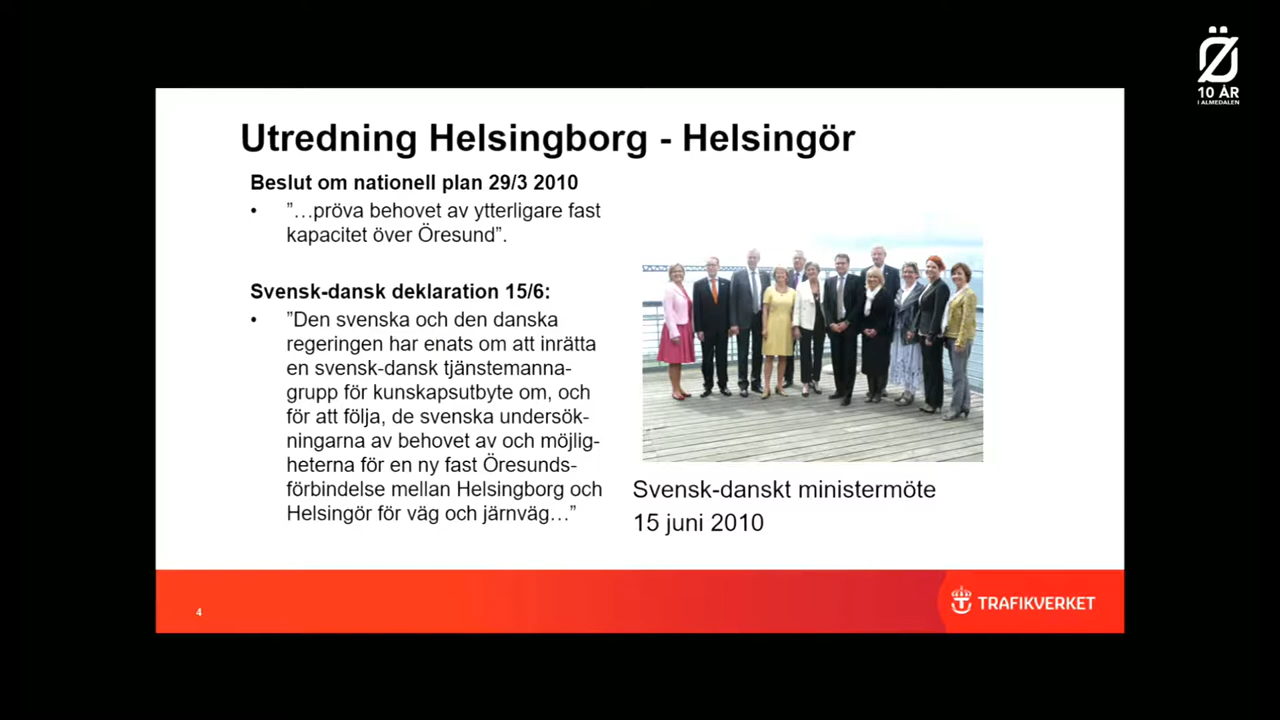 Ö
10 ÅR
I ALMEDALEN
Utredning Helsingborg - Helsingör
Beslut om nationell plan 29/3 2010
• ”…pröva behovet av ytterligare fast
kapacitet över Öresund”.
Svensk-dansk deklaration 15/6:
• ”Den svenska och den danska
regeringen har enats om att inrätta
en svensk-dansk tjänstemanna-
grupp för kunskapsutbyte om, och
för att följa, de svenska undersök-
ningarna av behovet av och möjlig-
heterna för en ny fast Öresunds-
förbindelse mellan Helsingborg och
Helsingör för väg och järnväg…”
Svensk-danskt ministermöte
15 juni 2010
4
TRAFIKVERKET